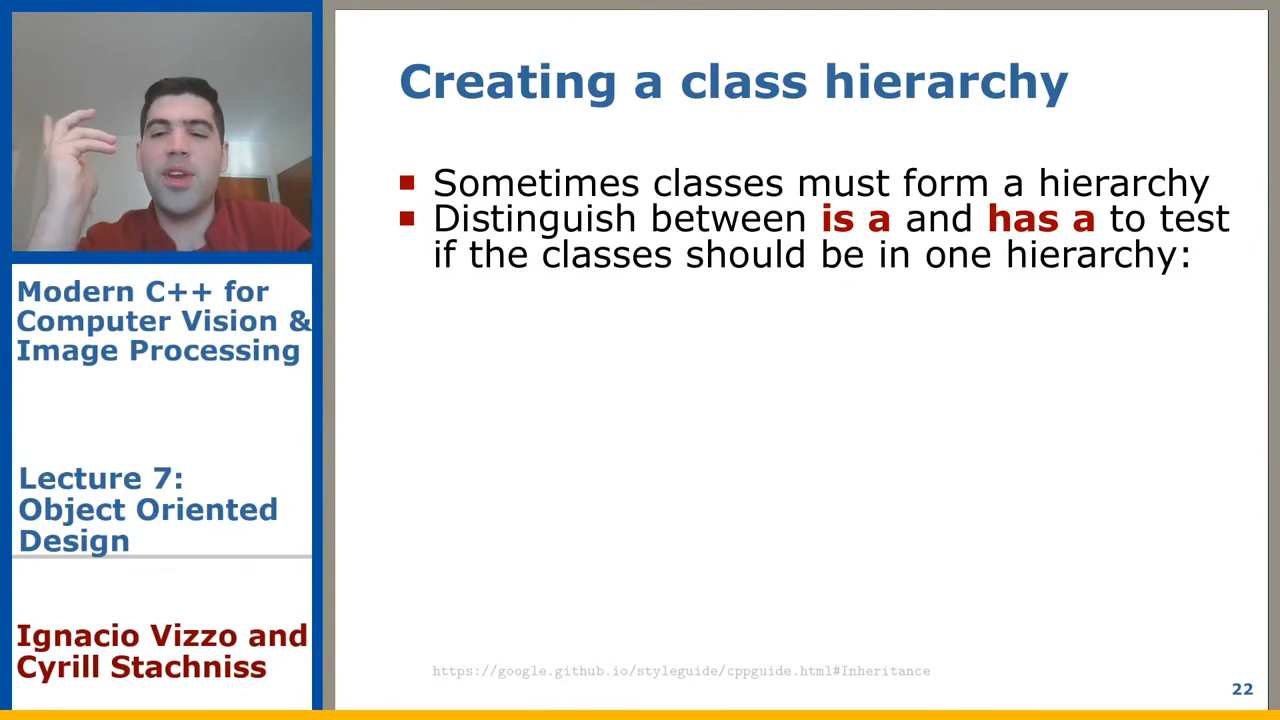 Creating a class hierarchy
Sometimes classes must form a hierarchy
Distinguish between is a and has a to test
if the classes should be in one hierarchy:
Modern C++ for
Computer Vision &
Image Processing
Lecture 7:
Object Oriented
Design
Ignacio Vizzo and
Cyrill Stachniss
https://google.github.io/styleguide/cppguide.html#Inheritance
22